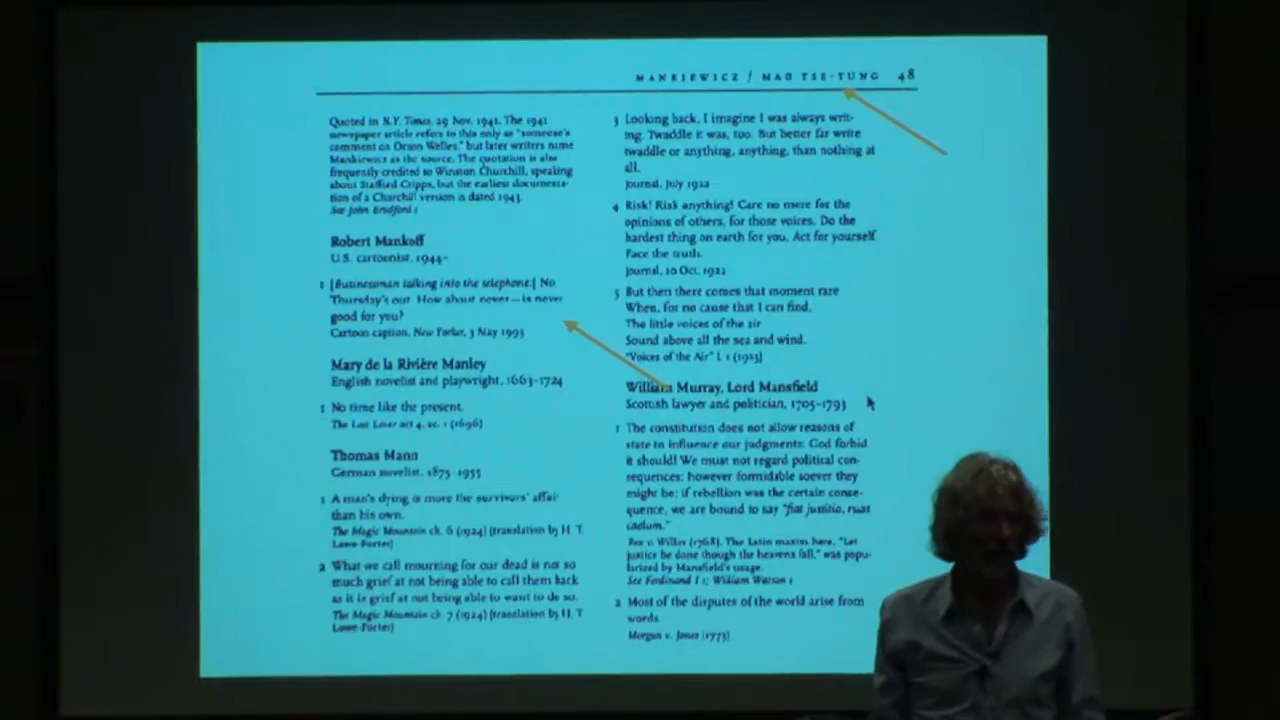 MANKIEWICZ / MAO TSE-TUNG 48
Quoted in N.Y. Times, 29 Nov. 1941. The 1941
newspaper article refers to this only as "someone's
comment on Orson Welles," but later writers name
Mankiewicz as the source. The quotation is also
frequently credited to Winston Churchill, speaking
about Stafford Cripps, but the earliest documenta-
tion of a Churchill version is dated 1943.
See John Bradford 1
Robert Mankoff
U.S. cartoonist, 1944–
1 [Businessman talking into the telephone:] No
Thursday's out. How about never—is never
good for you?
Cartoon caption, New Yorker, 3 May 1993
Mary de la Rivière Manley
English novelist and playwright, 1663–1724
1 No time like the present.
The Lost Lover act 4, sc. 1 (1696)
Thomas Mann
German novelist, 1875–1955
1 A man's dying is more the survivors' affair
than his own.
The Magic Mountain ch. 6 (1924) (translation by H. T.
Lowe-Porter)
2 What we call mourning for our dead is not so
much grief at not being able to call them back
as it is grief at not being able to want to do so.
The Magic Mountain ch. 7 (1924) (translation by H. T.
Lowe-Porter)
3 Looking back, I imagine I was always writ-
ing. Twaddle it was, too. But better far write
twaddle or anything, anything, than nothing at
all.
Journal, July 1922
4 Risk! Risk anything! Care no more for the
opinions of others, for those voices. Do the
hardest thing on earth for you. Act for yourself.
Face the truth.
Journal, 10 Oct. 1922
5 But then there comes that moment rare
When, for no cause that I can find,
The little voices of the air
Sound above all the sea and wind.
"Voices of the Air" l. 1 (1923)
William Murray, Lord Mansfield
Scottish lawyer and politician, 1705–1793
1 The constitution does not allow reasons of
state to influence our judgments: God forbid
it should! We must not regard political con-
sequences; however formidable soever they
might be: if rebellion was the certain conse-
quence, we are bound to say "fiat justitia, ruat
caelum."
Rex v. Wilkes (1768). The Latin maxim here, "Let
justice be done though the heavens fall," was popu-
larized by Mansfield's usage.
See Ferdinand I 1; William Watson 1
2 Most of the disputes of the world arise from
words.
Morgan v. Jones (1773)